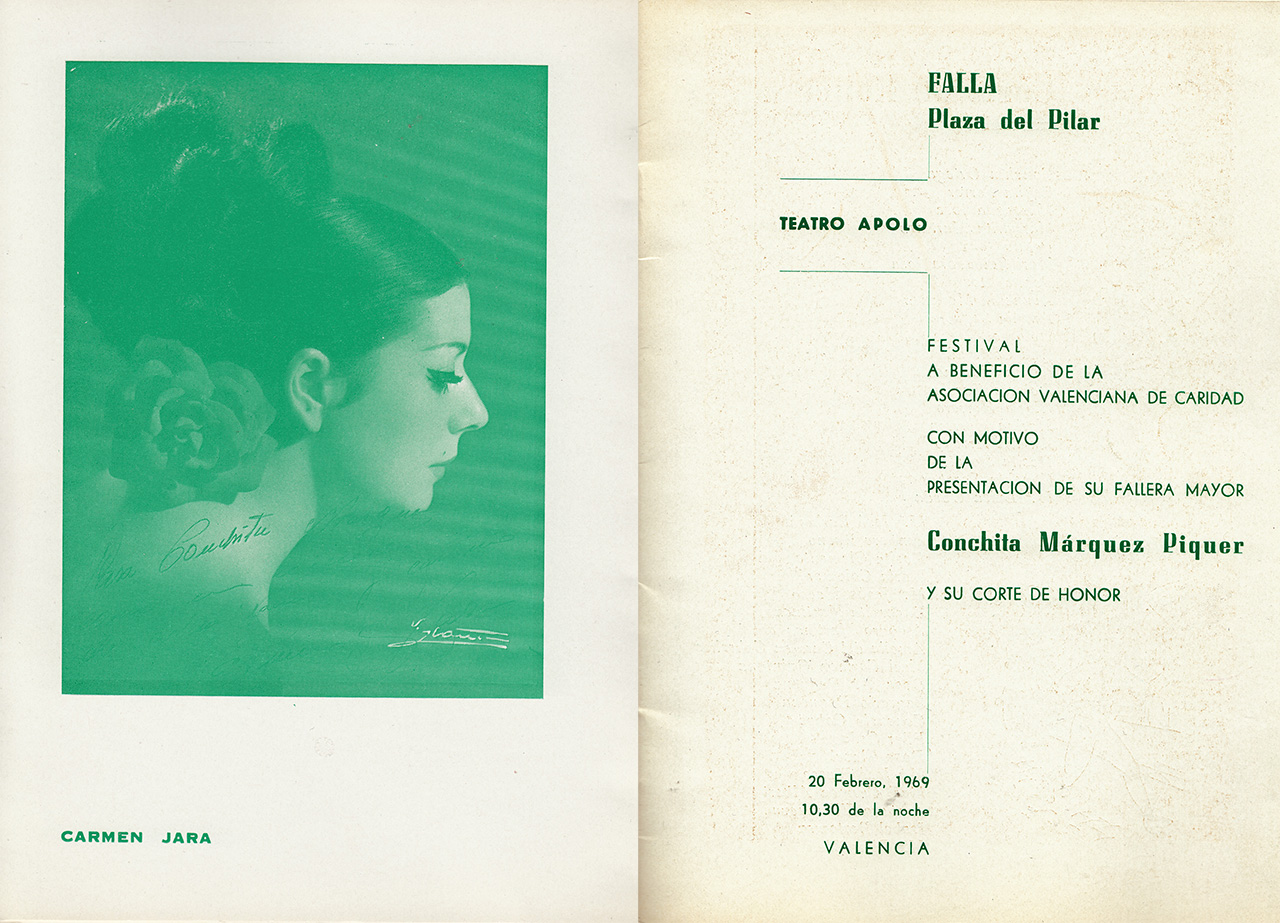 Para Conchita
CARMEN JARA
FALLA
Plaza del Pilar
TEATRO APOLO
FESTIVAL
A BENEFICIO DE LA
ASOCIACION VALENCIANA DE CARIDAD
CON MOTIVO
DE LA
PRESENTACION DE SU FALLERA MAYOR
Conchita Márquez Piquer
Y SU CORTE DE HONOR
20 Febrero, 1969
10,30 de la noche
VALENCIA